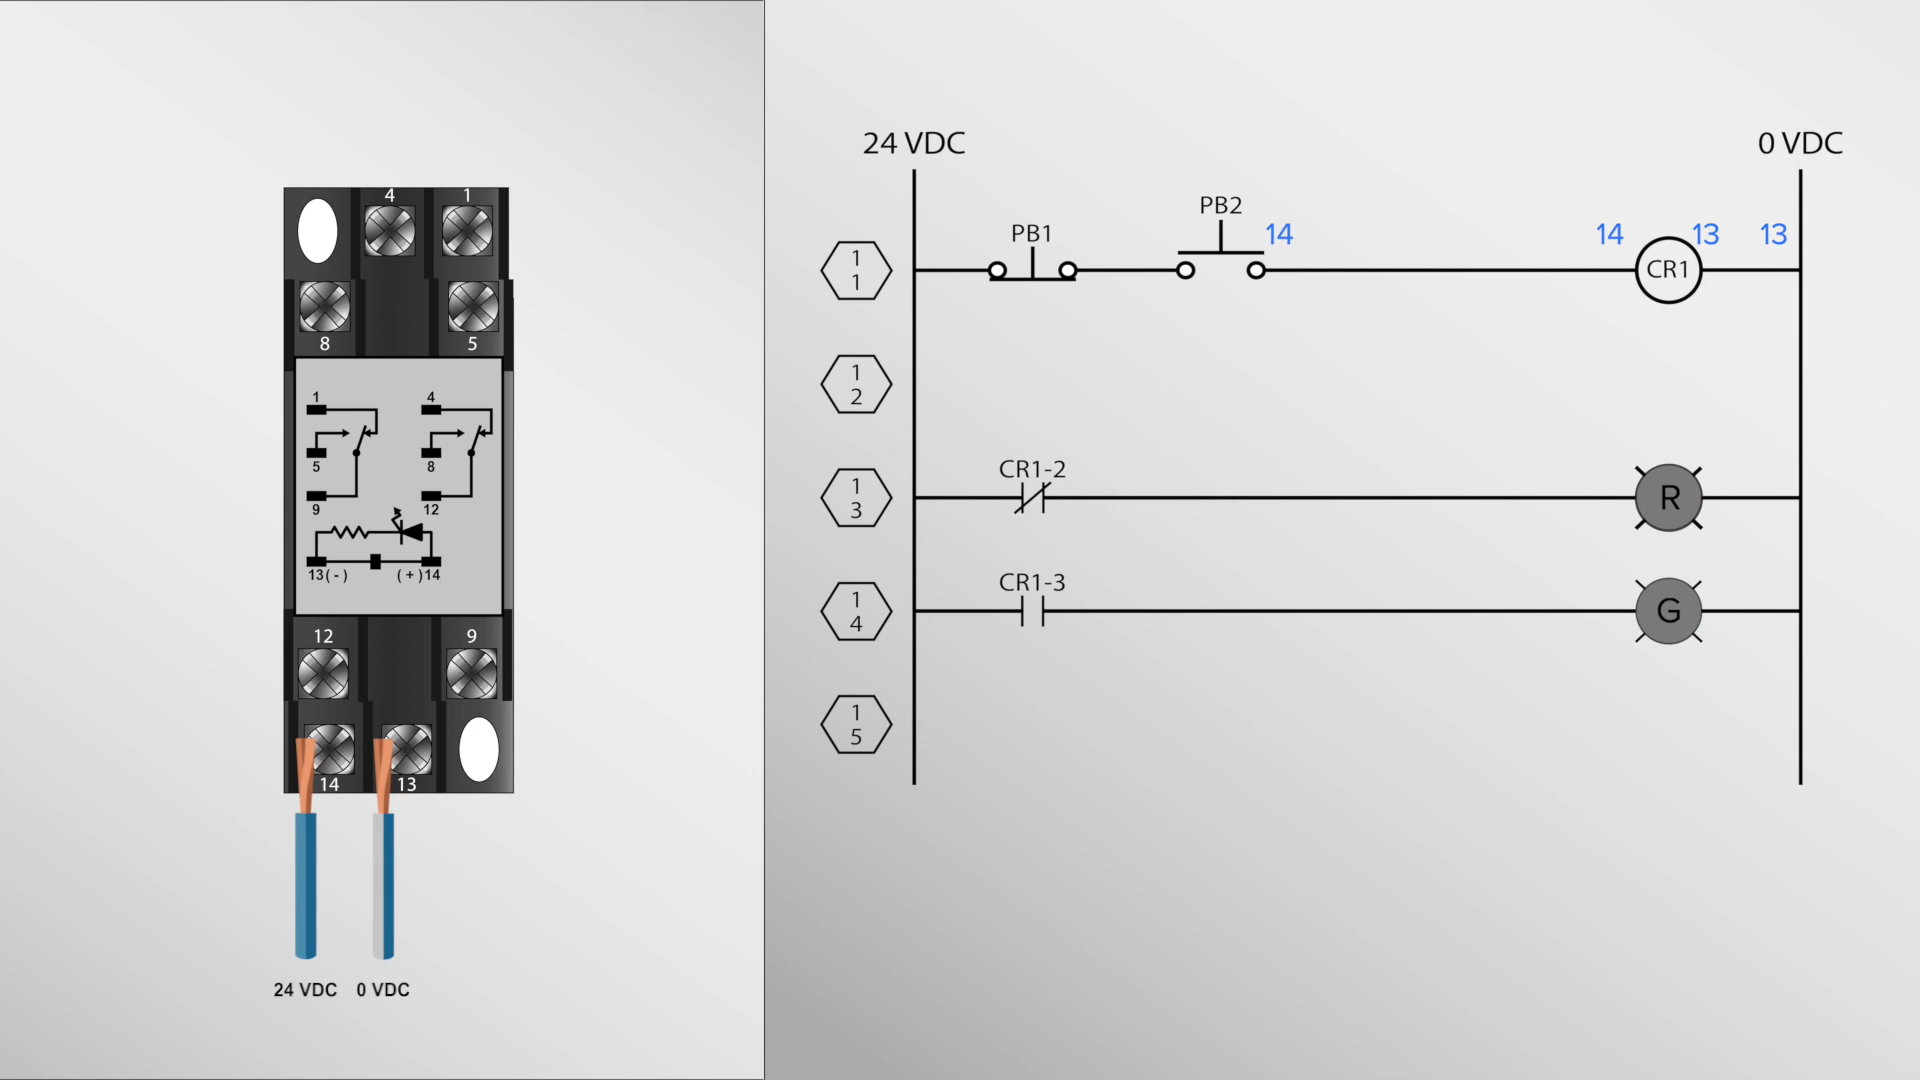 4 1
8 5
1 4
5 8
9 12
13(-) (+)14
12 9
14 13
24 VDC 0 VDC
24 VDC 0 VDC
PB1 PB2 14 14 13 13
1
1
CR1
1
2
CR1-2
1
3
R
CR1-3
1
4
G
1
5